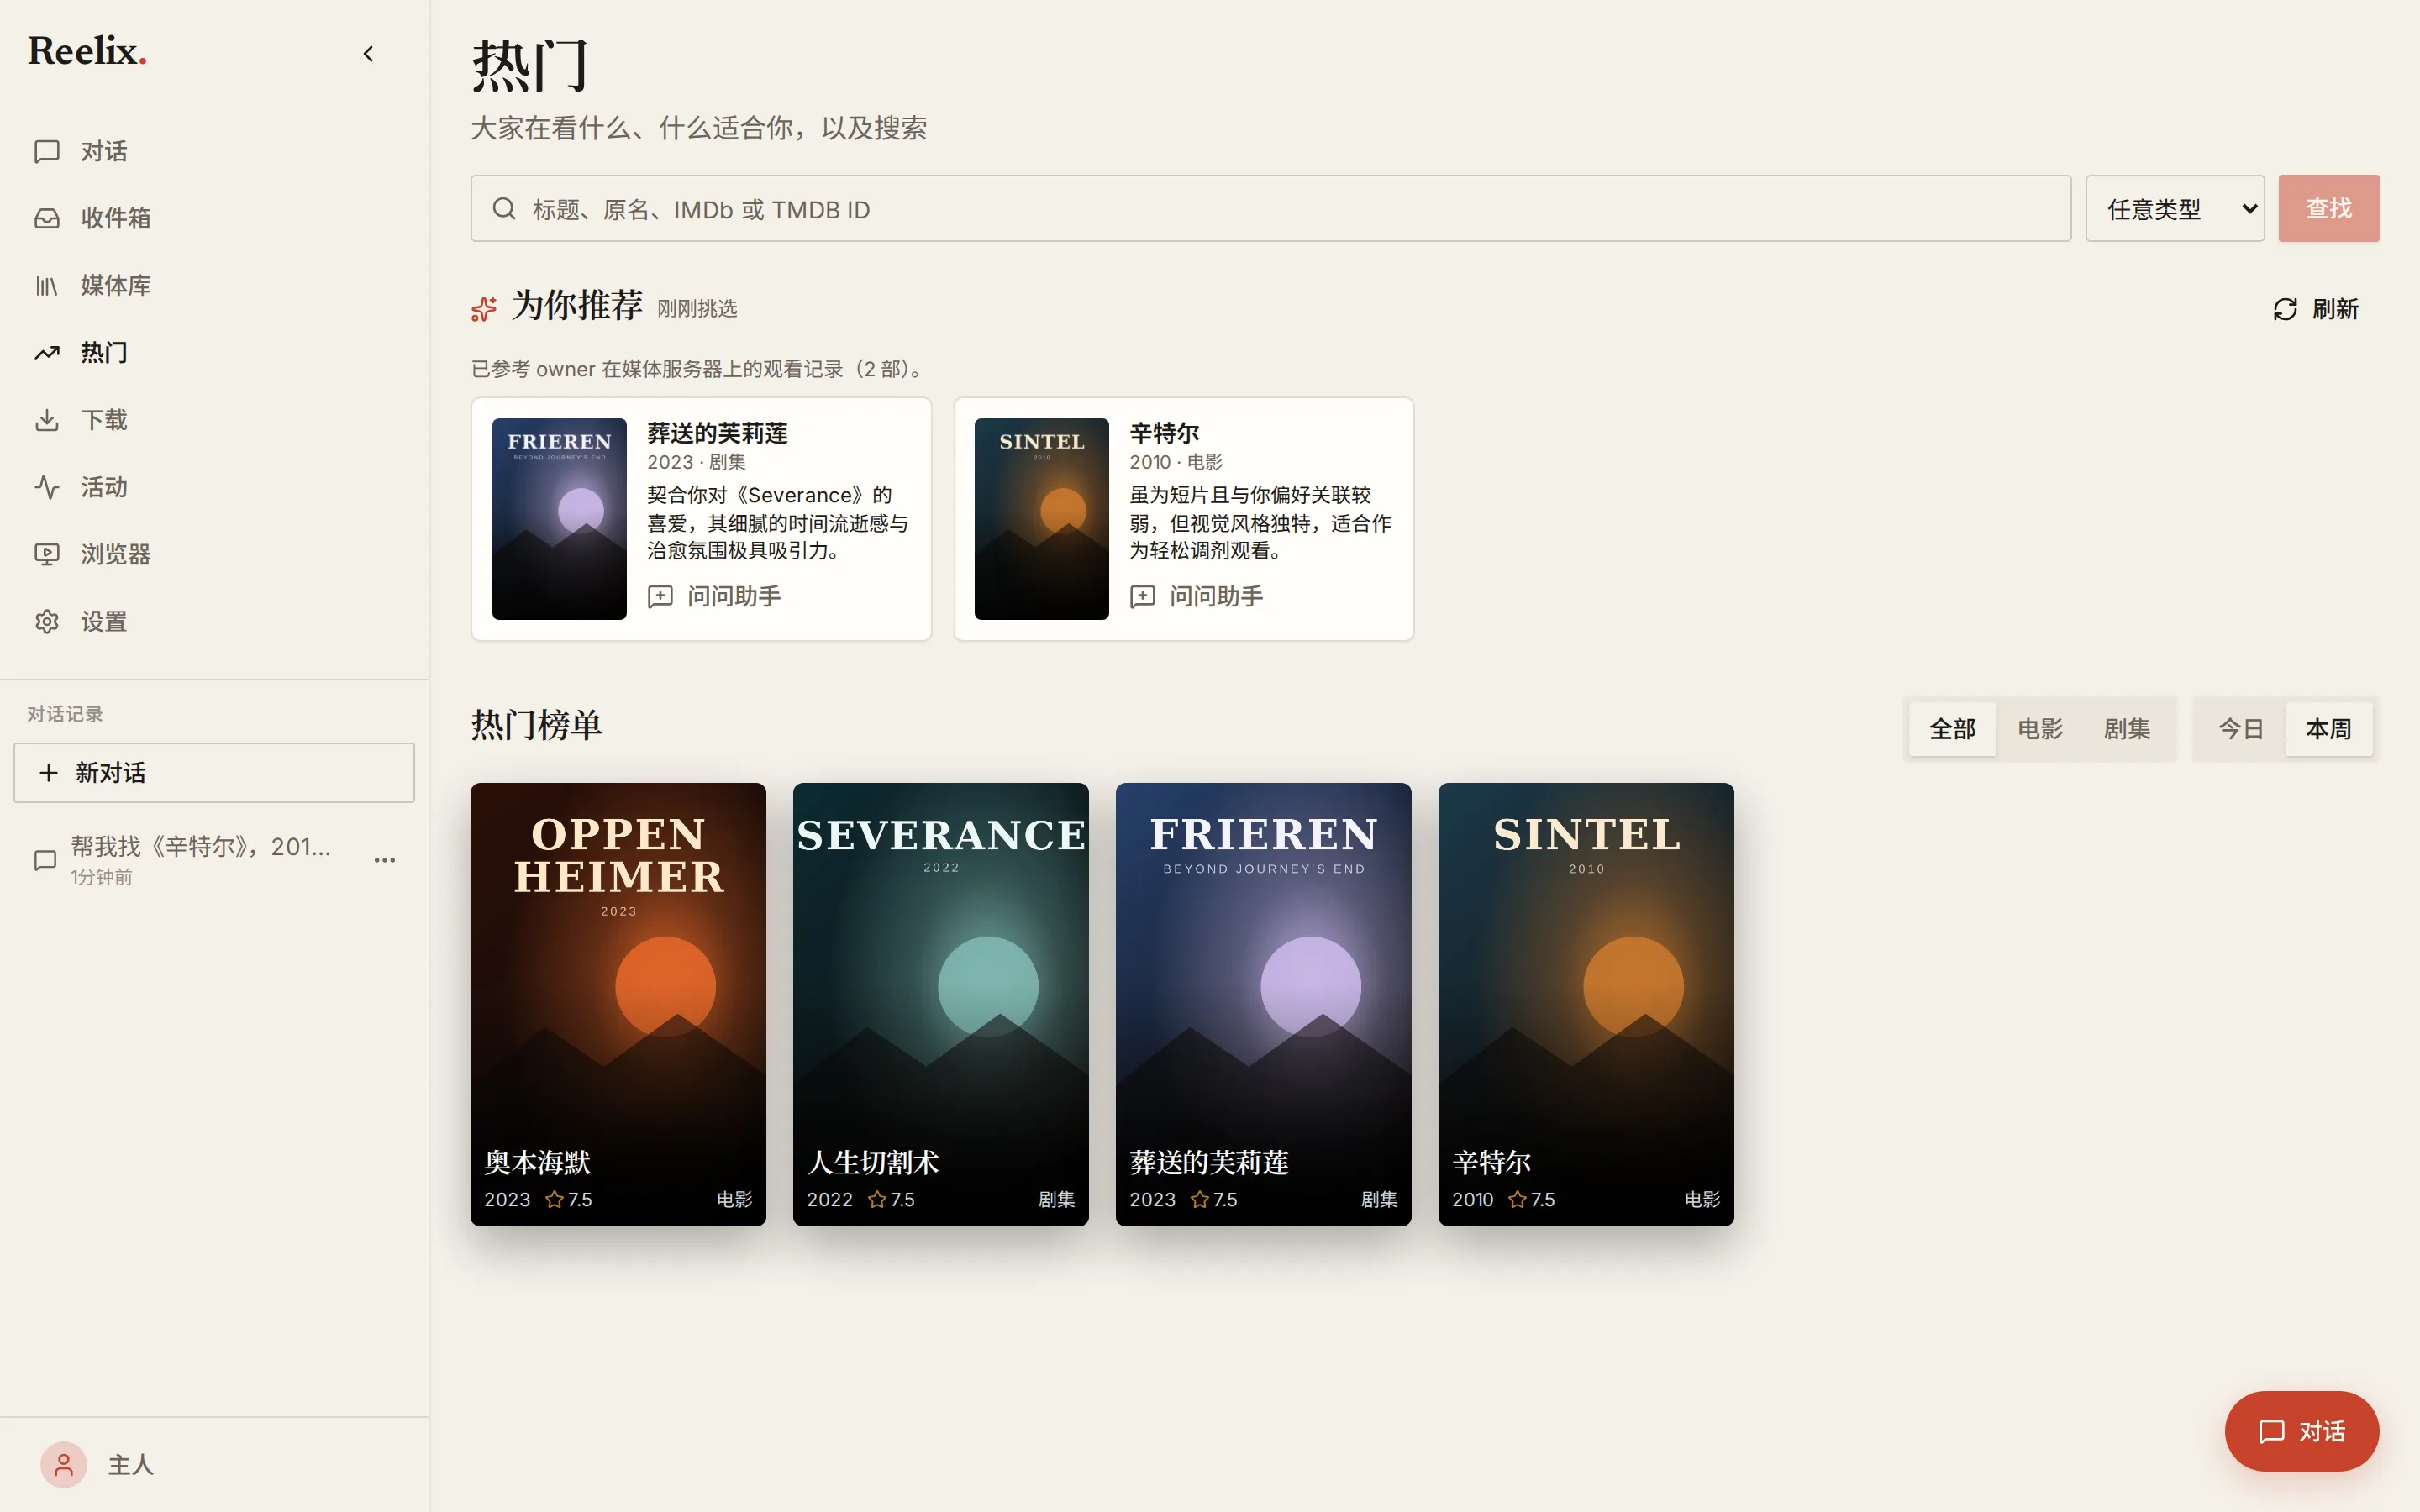 Reelix.
对话
收件箱
媒体库
热门
下载
活动
浏览器
设置
对话记录
新对话
帮我找《辛特尔》，201...
1分钟前
主人
热门
大家在看什么、什么适合你，以及搜索
标题、原名、IMDb 或 TMDB ID
任意类型
查找
为你推荐 刚刚挑选
刷新
已参考 owner 在媒体服务器上的观看记录（2 部）。
FRIEREN
BEYOND JOURNEY'S END
葬送的芙莉莲
2023 · 剧集
契合你对《Severance》的
喜爱，其细腻的时间流逝感与
治愈氛围极具吸引力。
问问助手
SINTEL
2010
辛特尔
2010 · 电影
虽为短片且与你偏好关联较
弱，但视觉风格独特，适合作
为轻松调剂观看。
问问助手
热门榜单
全部 电影 剧集
今日 本周
OPPEN
HEIMER
2023
奥本海默
2023 7.5 电影
SEVERANCE
2022
人生切割术
2022 7.5 剧集
FRIEREN
BEYOND JOURNEY'S END
葬送的芙莉莲
2023 7.5 剧集
SINTEL
2010
辛特尔
2010 7.5 电影
对话